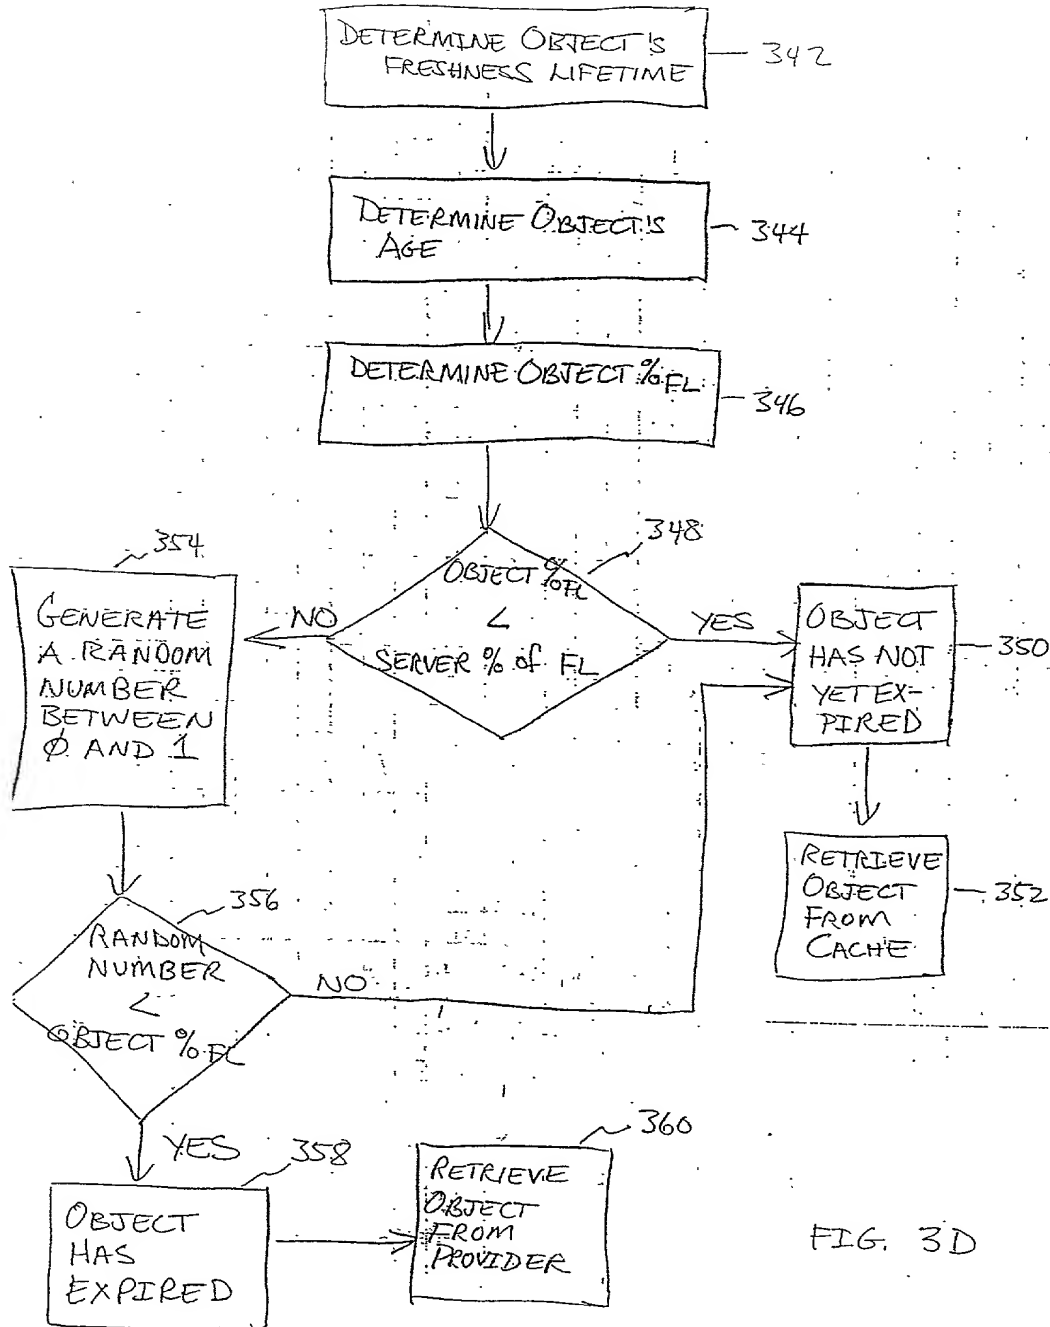 DETERMINE OBJECT'S
FRESHNESS LIFETIME
342
DETERMINE OBJECT'S
AGE
344
DETERMINE OBJECT %FL
346
348
OBJECT %FL
<
SERVER % of FL
NO
YES
354
GENERATE
A RANDOM
NUMBER
BETWEEN
Ø AND 1
OBJECT
HAS NOT
YET EX-
PIRED
350
RETRIEVE
OBJECT
FROM
CACHE
352
356
RANDOM
NUMBER
<
OBJECT %FL
NO
YES
358
OBJECT
HAS
EXPIRED
360
RETRIEVE
OBJECT
FROM
PROVIDER
FIG. 3D